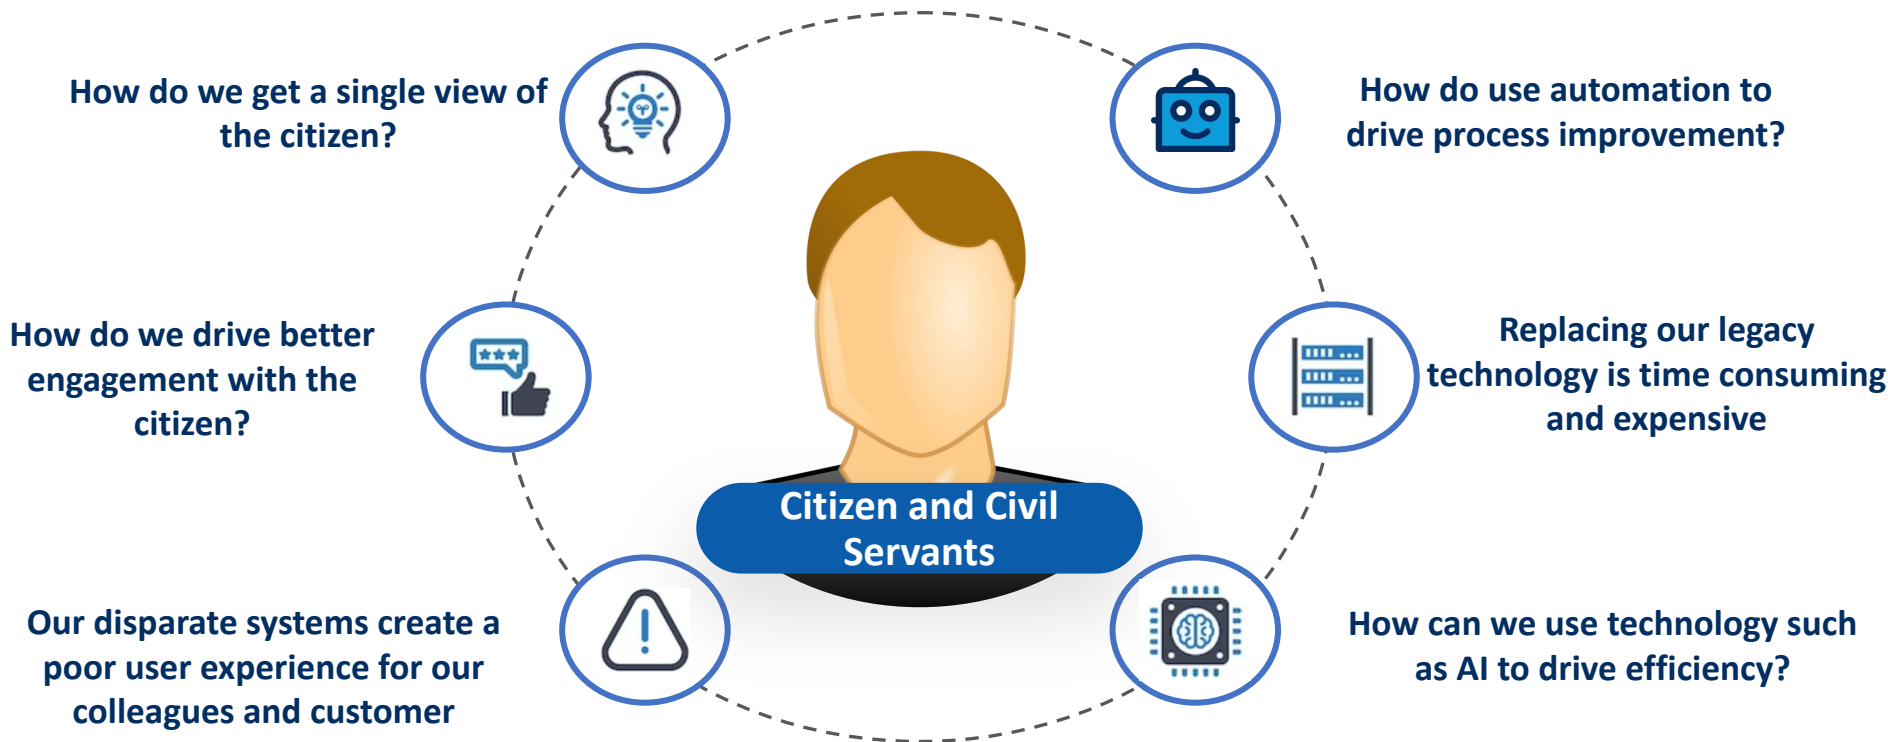 How do we get a single view of
the citizen?
How do use automation to
drive process improvement?
How do we drive better
engagement with the
citizen?
Replacing our legacy
technology is time consuming
and expensive
Citizen and Civil
Servants
Our disparate systems create a
poor user experience for our
colleagues and customer
How can we use technology such
as AI to drive efficiency?